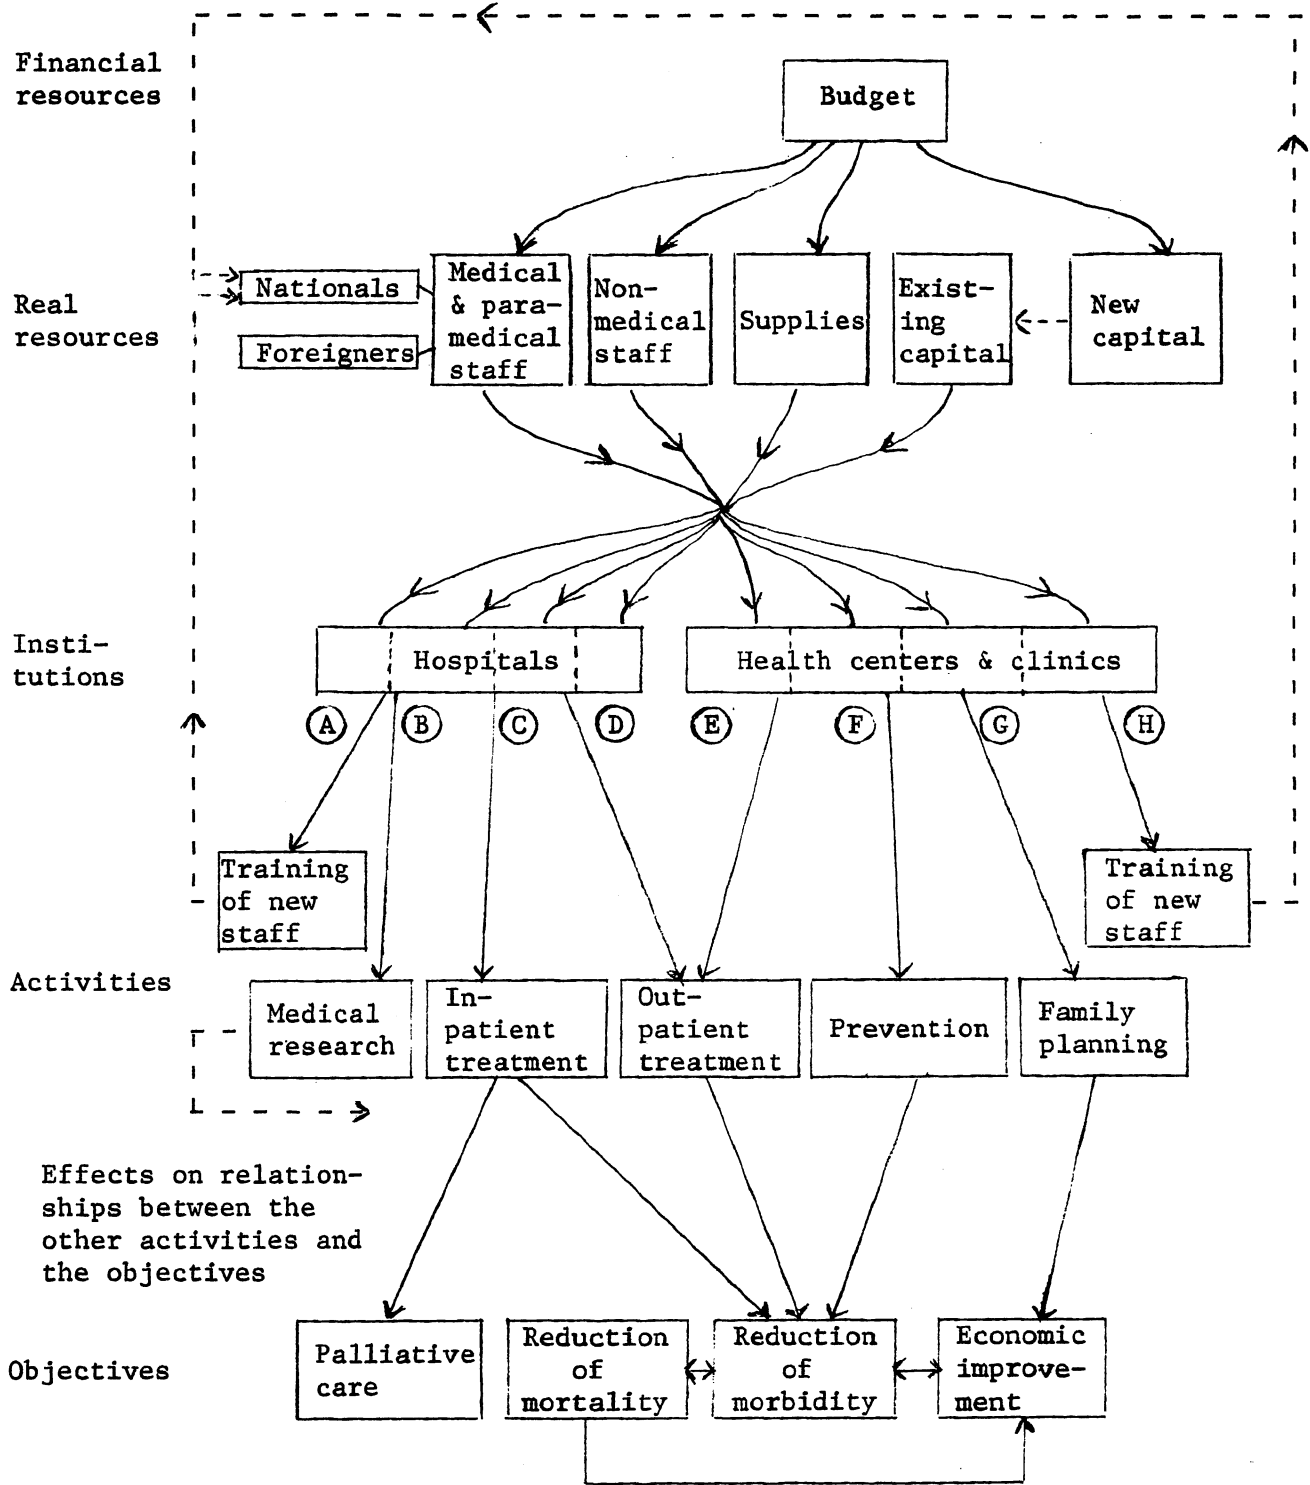 Financial
resources
Budget
Real
resources
Nationals
Foreigners
Medical
& para-
medical
staff
Non-
medical
staff
Supplies
Exist-
ing
capital
New
capital
Insti-
tutions
Hospitals
Health centers & clinics
A
B
C
D
E
F
G
H
Training
of new
staff
Training
of new
staff
Activities
Medical
research
In-
patient
treatment
Out-
patient
treatment
Prevention
Family
planning
Effects on relation-
ships between the
other activities and
the objectives
Objectives
Palliative
care
Reduction
of
mortality
Reduction
of
morbidity
Economic
improve-
ment